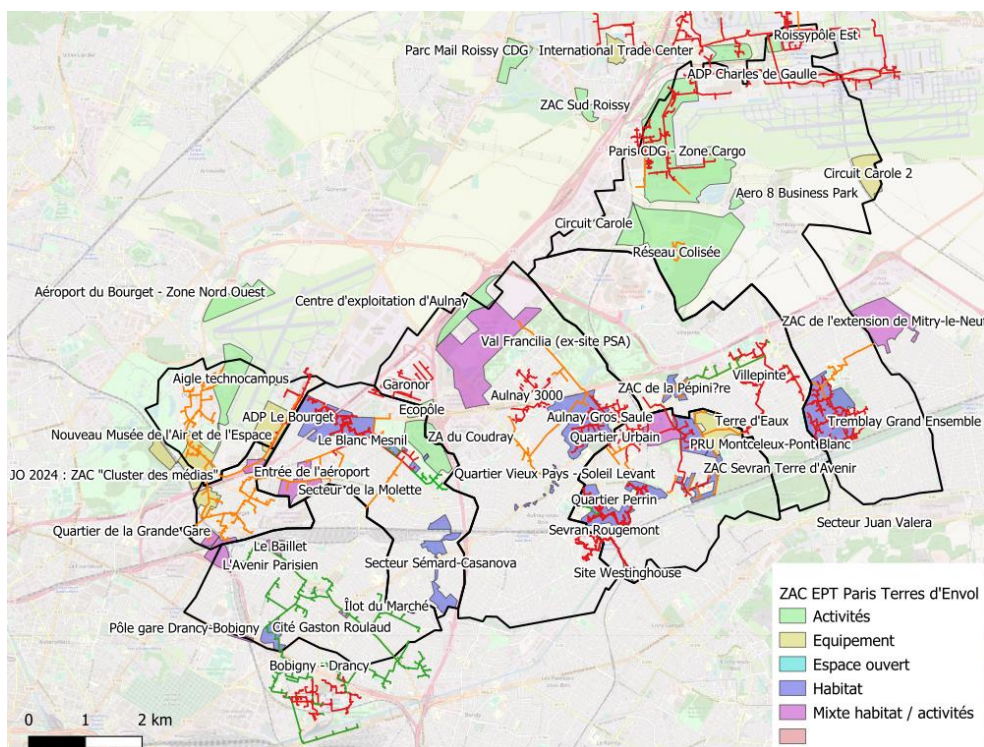 Roissypôle Est
Parc Mail Roissy CDG
International Trade Center
ADP Charles de Gaulle
ZAC Sud Roissy
Paris CDG - Zone Cargo
Circuit Carole 2
Aero 8 Business Park
Circuit Carole
Réseau Colisée
Aéroport du Bourget - Zone Nord Ouest
Centre d'exploitation d'Aulnay
ZAC de l'extension de Mitry-le-Neuf
Val Francilia (ex-site PSA)
Aigle technocampus
Garonor
Villepinte
ZAC de la Pépini?re
Aulnay 3000
Ecopôle
ADP Le Bourget
Aulnay Gros Saule
Terre d'Eaux
Tremblay Grand Ensemble
Nouveau Musée de l'Air et de l'Espace
Le Blanc Mesnil
ZA du Coudray
Quartier Urbain
PRU Montceleux-Pont Blanc
JO 2024 : ZAC "Cluster des médias"
Entrée de l'aéroport
Quartier Vieux Pays - Soleil Levant
ZAC Sevran Terre d'Avenir
Secteur de la Molette
Quartier Perrin
Quartier de la Grande Gare
Sevran Rougemont
Secteur Juan Valera
Le Baillet
L'Avenir Parisien
Secteur Sémard-Casanova
Site Westinghouse
Îlot du Marché
Pôle gare Drancy-Bobigny
Cité Gaston Roulaud
Bobigny - Drancy
ZAC EPT Paris Terres d'Envol
Activités
Equipement
Espace ouvert
Habitat
Mixte habitat / activités
0 1 2 km